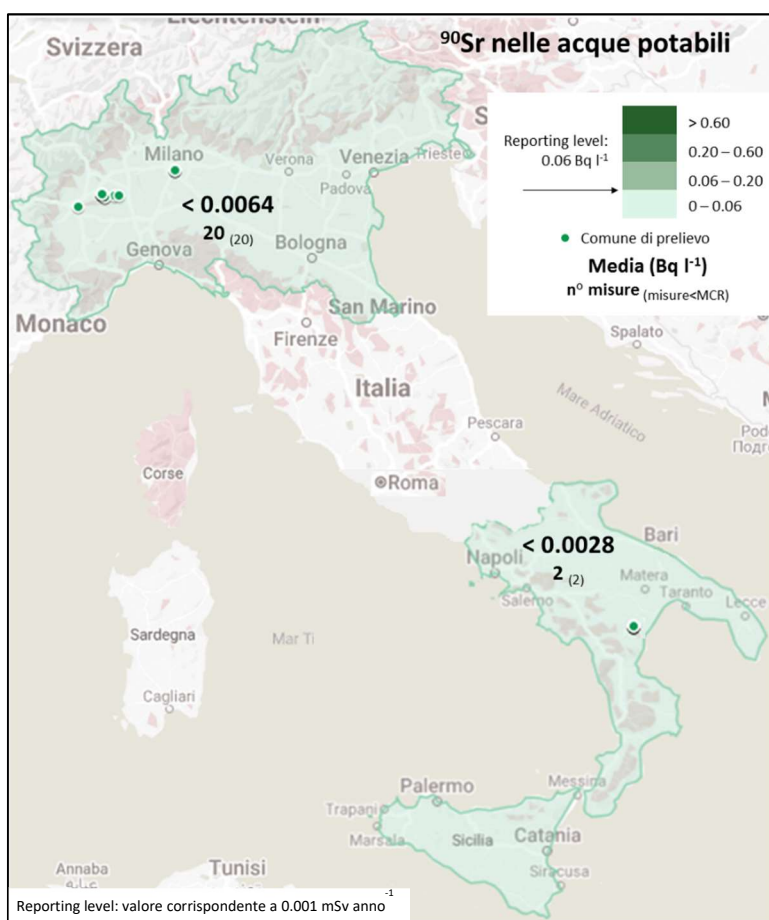 Liechtenstein
Svizzera
⁹⁰Sr nelle acque potabili
Reporting level:
0.06 Bq l⁻¹
> 0.60
0.20 – 0.60
0.06 – 0.20
0 – 0.06
Comune di prelievo
Media (Bq l⁻¹)
n° misure (misure<MCR)
Milano
Verona
Venezia
Trieste
Padova
< 0.0064
20 (20)
Genova
Bologna
San Marino
Monaco
Firenze
Spalato
Italia
Mare Adriatico
Pescara
Corse
Roma
Bari
< 0.0028
Napoli
2 (2)
Matera
Taranto
Salerno
Lecce
Sardegna
Mar Ti
Cagliari
Messina
Palermo
Trapani
Marsala
Sicilia
Catania
Siracusa
Annaba
Tunisi
Reporting level: valore corrispondente a 0.001 mSv anno⁻¹